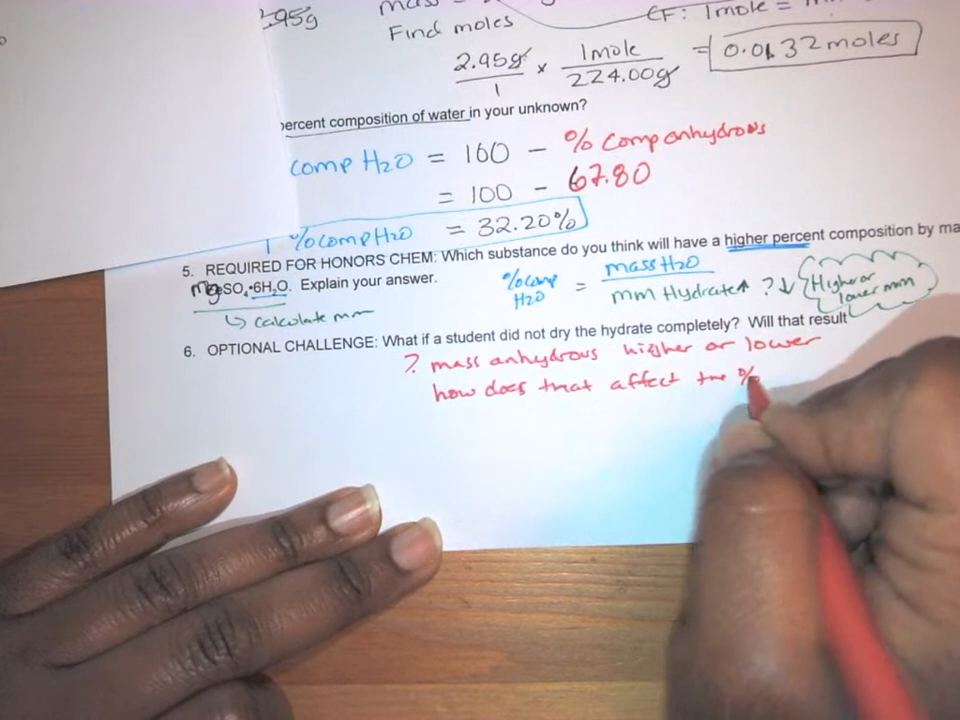 2.95g
mass =
CF: 1mole =
Find moles
2.95g/1 × 1mole/224.00g = 0.0132moles
percent composition of water in your unknown?
comp H2O = 100 - % Comp anhydrous
= 100 - 67.80
% comp H2O = 32.20%
5. REQUIRED FOR HONORS CHEM: Which substance do you think will have a higher percent composition by ma
MgSO4•6H2O. Explain your answer.
%comp H2O = mass H2O / mm Hydrate↑ ?↓ Higher or lower mm
↳ calculate mm
6. OPTIONAL CHALLENGE: What if a student did not dry the hydrate completely? Will that result
? mass anhydrous higher or lower
how does that affect the %